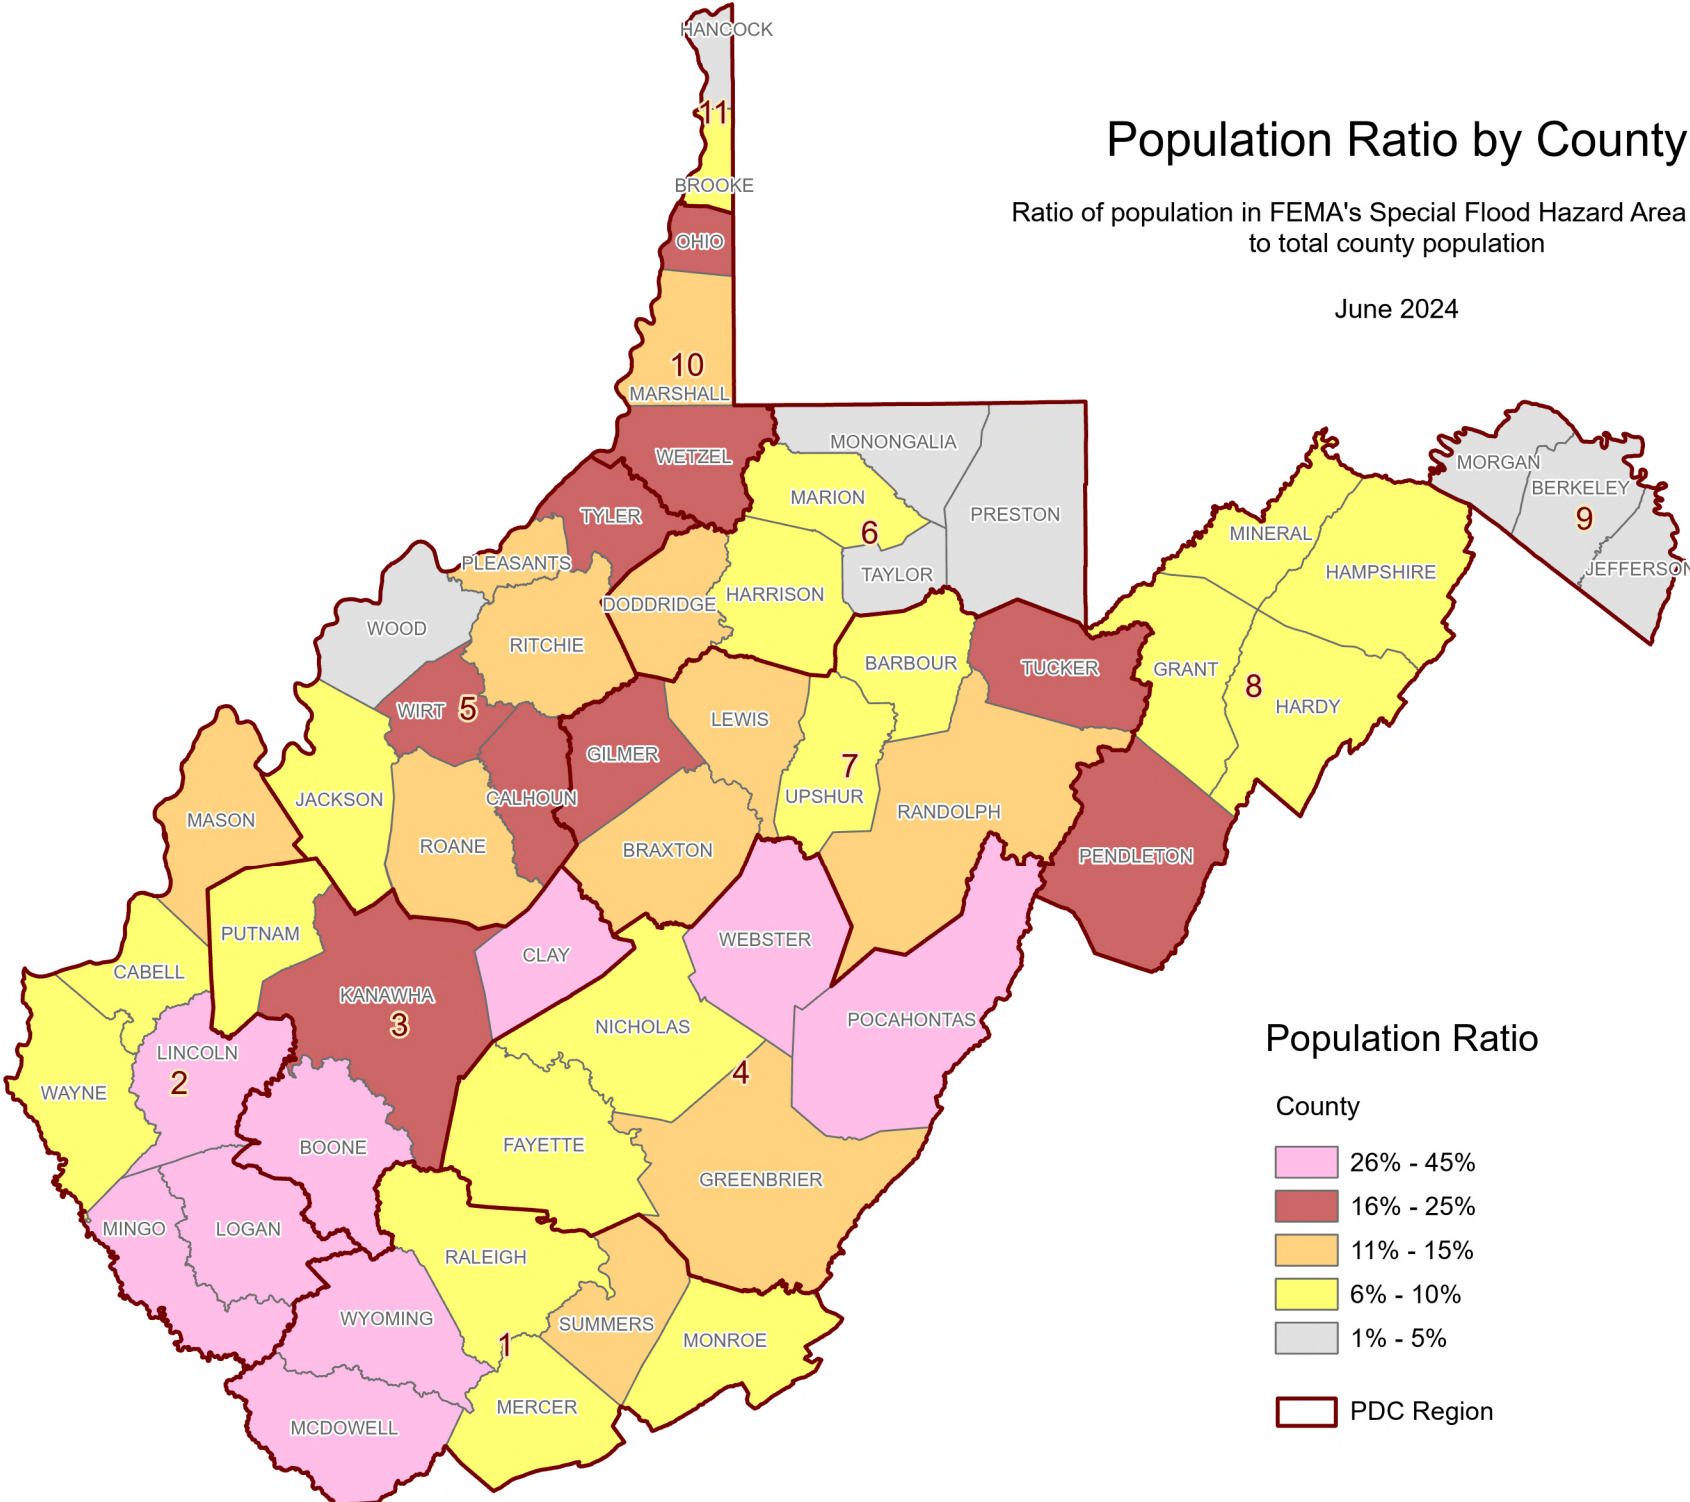 HANCOCK
11
Population Ratio by County
BROOKE
Ratio of population in FEMA's Special Flood Hazard Area
to total county population
OHIO
June 2024
10
MARSHALL
WETZEL
MONONGALIA
MORGAN
BERKELEY
9
MARION
TYLER
PRESTON
6
MINERAL
PLEASANTS
TAYLOR
HAMPSHIRE
JEFFERSON
HARRISON
DODDRIDGE
WOOD
RITCHIE
BARBOUR
TUCKER
GRANT
8
HARDY
WIRT
5
LEWIS
GILMER
7
UPSHUR
JACKSON
CALHOUN
RANDOLPH
MASON
ROANE
BRAXTON
PENDLETON
PUTNAM
WEBSTER
CLAY
CABELL
KANAWHA
3
NICHOLAS
POCAHONTAS
Population Ratio
LINCOLN
2
4
WAYNE
County
BOONE
FAYETTE
26% - 45%
GREENBRIER
16% - 25%
MINGO
LOGAN
RALEIGH
11% - 15%
6% - 10%
WYOMING
SUMMERS
1
MONROE
1% - 5%
MERCER
PDC Region
MCDOWELL